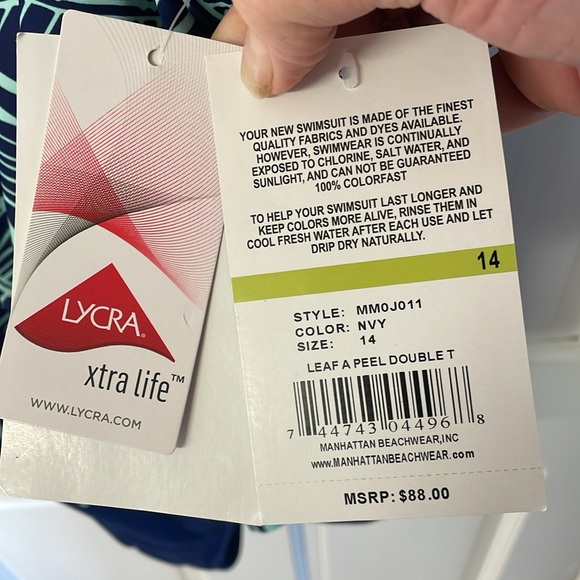 LYCRA®
xtra life™
WWW.LYCRA.COM
YOUR NEW SWIMSUIT IS MADE OF THE FINEST
QUALITY FABRICS AND DYES AVAILABLE.
HOWEVER, SWIMWEAR IS CONTINUALLY
EXPOSED TO CHLORINE, SALT WATER, AND
SUNLIGHT, AND CAN NOT BE GUARANTEED
100% COLORFAST
TO HELP YOUR SWIMSUIT LAST LONGER AND
KEEP COLORS MORE ALIVE, RINSE THEM IN
COOL FRESH WATER AFTER EACH USE AND LET
DRIP DRY NATURALLY.
14
STYLE: MM0J011
COLOR: NVY
SIZE: 14
LEAF A PEEL DOUBLE T
7 44743 04496 8
MANHATTAN BEACHWEAR,INC
www.MANHATTANBEACHWEAR.com
MSRP: $88.00